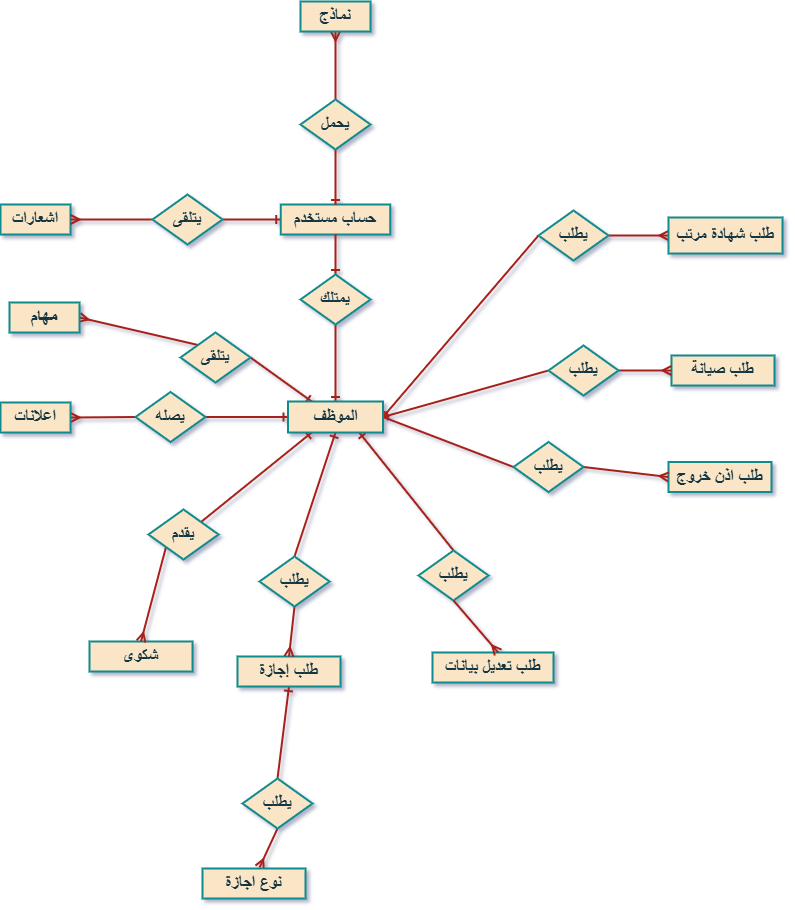 نماذج
يحمل
حساب مستخدم
يتلقى
اشعارات
يمتلك
يطلب
طلب شهادة مرتب
مهام
يتلقى
يطلب
طلب صيانة
الموظف
يصله
اعلانات
يطلب
طلب اذن خروج
يقدم
يطلب
يطلب
شكوى
طلب إجازة
طلب تعديل بيانات
يطلب
نوع اجازة